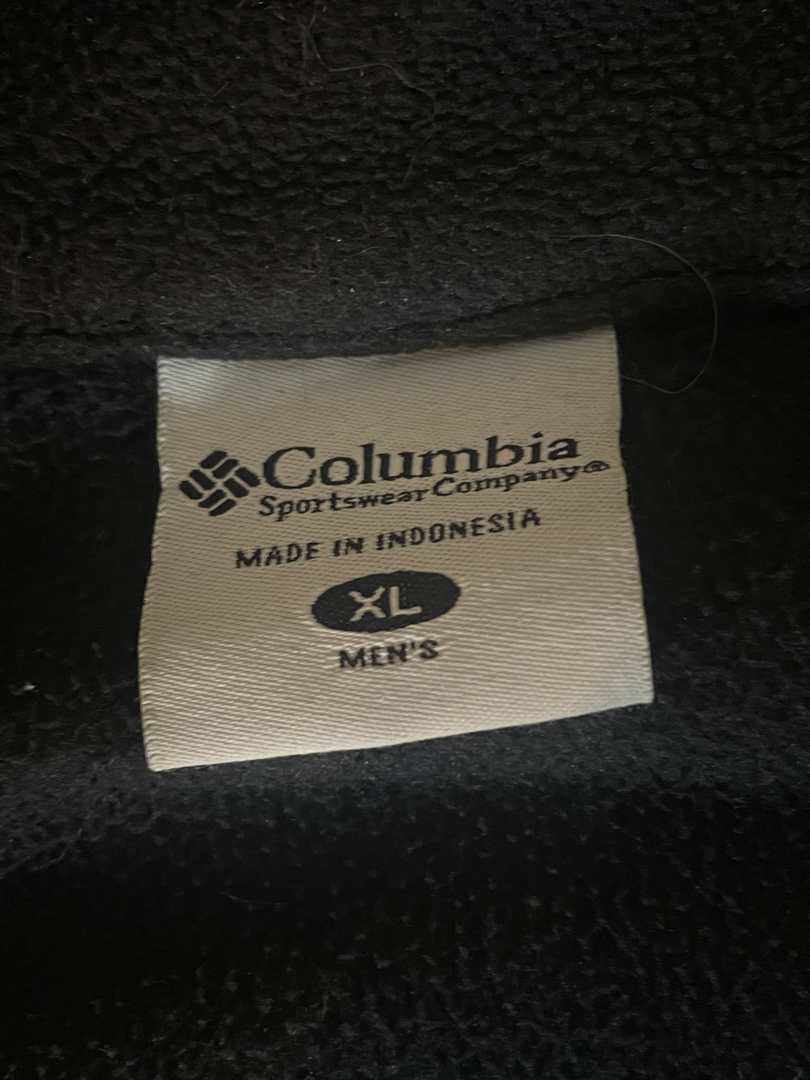 Columbia
Sportswear Company®
MADE IN INDONESIA
XL
MEN'S